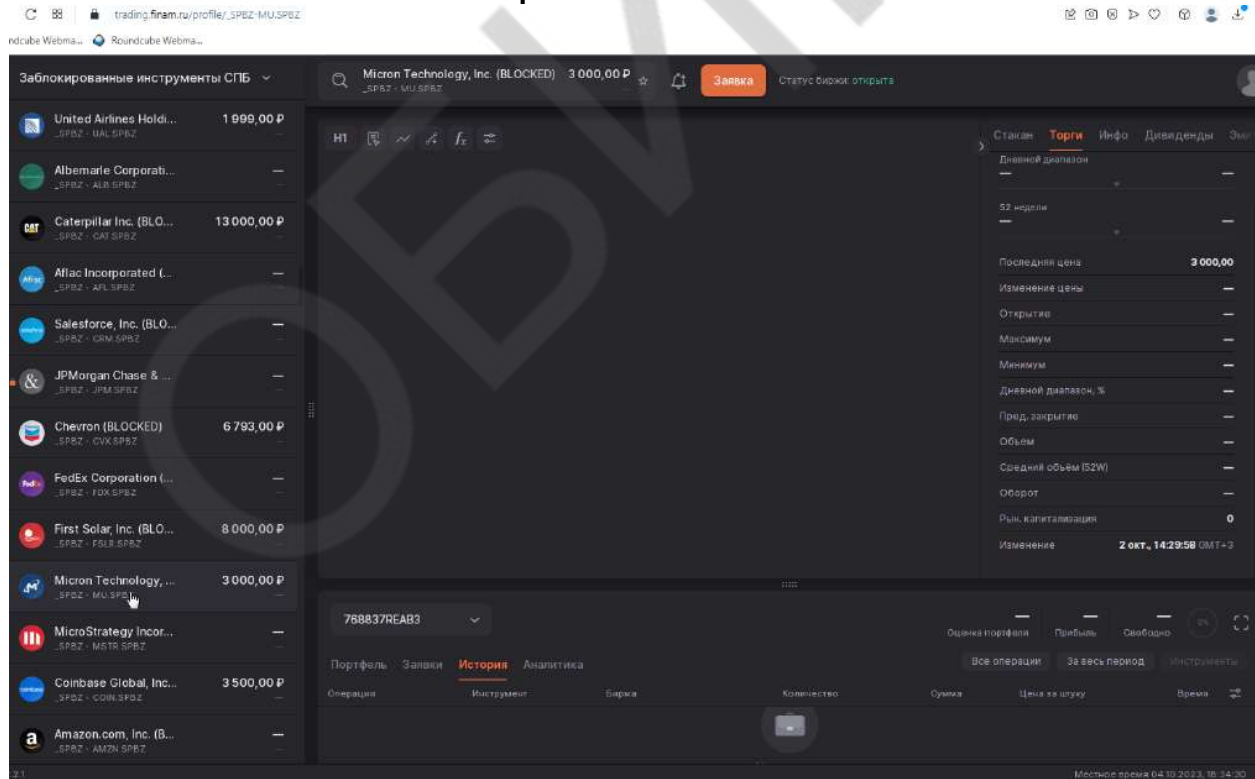 trading.finam.ru/profile/_SPBZ-MU.SPBZ
ndcube Webma... Roundcube Webma...
Заблокированные инструменты СПБ
Micron Technology, Inc. (BLOCKED) 3 000,00 ₽
_SPBZ - MU.SPBZ
Заявка
Статус биржи: открыта
United Airlines Holdi... 1 999,00 ₽
_SPBZ - UAL.SPBZ
Albemarle Corporati... —
_SPBZ - ALB.SPBZ
Caterpillar Inc. (BLO... 13 000,00 ₽
_SPBZ - CAT.SPBZ
Aflac Incorporated (... —
_SPBZ - AFL.SPBZ
Salesforce, Inc. (BLO... —
_SPBZ - CRM.SPBZ
JPMorgan Chase & ... —
_SPBZ - JPM.SPBZ
Chevron (BLOCKED) 6 793,00 ₽
_SPBZ - CVX.SPBZ
FedEx Corporation (... —
_SPBZ - FDX.SPBZ
First Solar, Inc. (BLO... 8 000,00 ₽
_SPBZ - FSLR.SPBZ
Micron Technology, ... 3 000,00 ₽
_SPBZ - MU.SPBZ
MicroStrategy Incor... —
_SPBZ - MSTR.SPBZ
Coinbase Global, Inc... 3 500,00 ₽
_SPBZ - COIN.SPBZ
Amazon.com, Inc. (B... —
_SPBZ - AMZN.SPBZ
H1
Стакан Торги Инфо Дивиденды
Дневной диапазон
— —
52 недели
— —
Последняя цена 3 000,00
Изменение цены —
Открытие —
Максимум —
Минимум —
Дневной диапазон, % —
Пред. закрытие —
Объем —
Средний объём (52W) —
Оборот —
Рын. капитализация 0
Изменение 2 окт., 14:29:58 GMT+3
768837REAB3
Оценка портфеля Прибыль Свободно
0%
Портфель Заявки История Аналитика
Все операции За весь период Инструменты
Операция Инструмент Биржа Количество Сумма Цена за штуку Время
2.1
Местное время 04.10.2023, 18:34:20